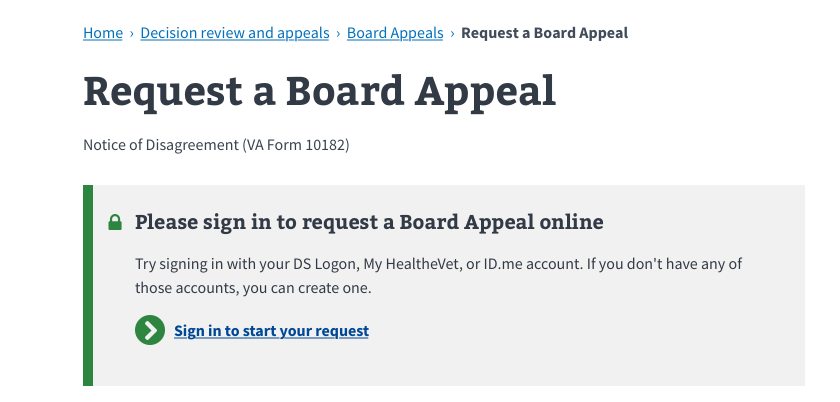 Home › Decision review and appeals › Board Appeals › Request a Board Appeal
Request a Board Appeal
Notice of Disagreement (VA Form 10182)
Please sign in to request a Board Appeal online
Try signing in with your DS Logon, My HealtheVet, or ID.me account. If you don't have any of
those accounts, you can create one.
Sign in to start your request